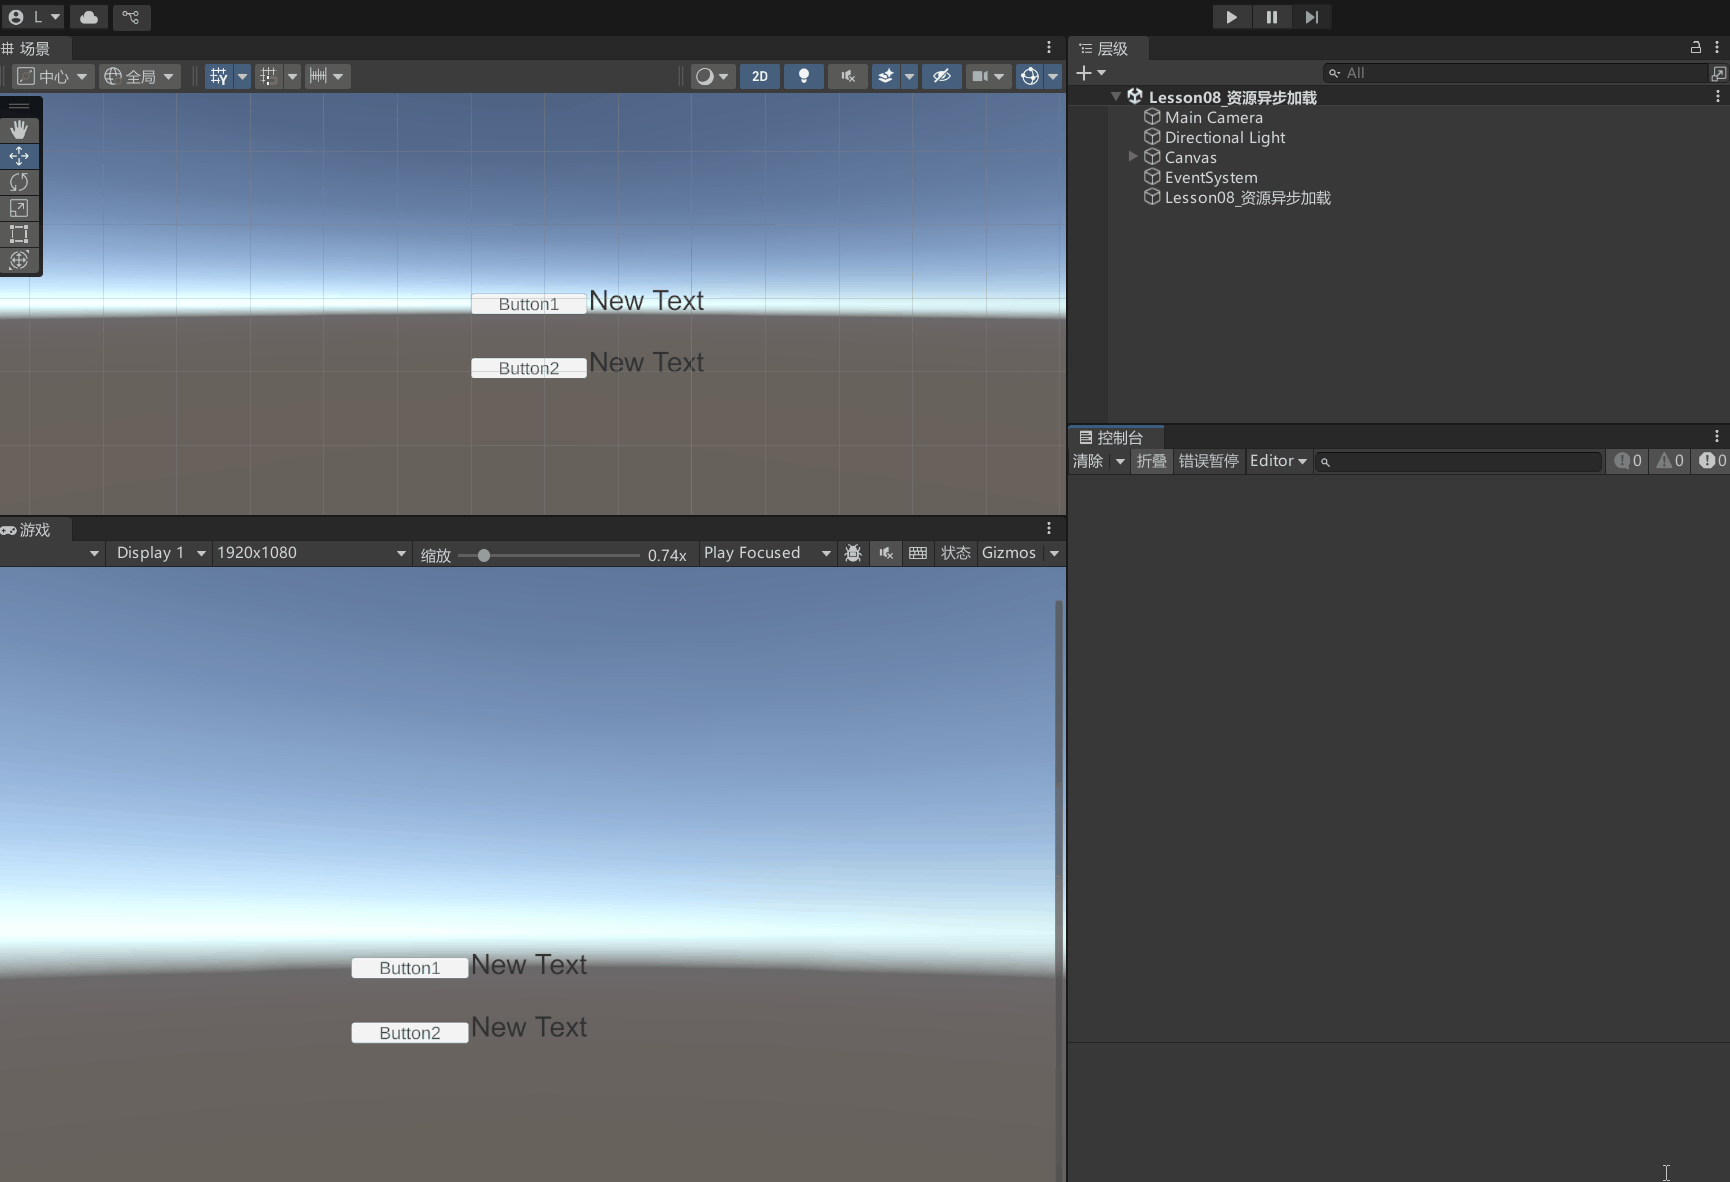 L
场景
中心
全局
2D
Button1 New Text
Button2 New Text
游戏
Display 1
1920x1080
缩放
0.74x
Play Focused
状态
Gizmos
Button1 New Text
Button2 New Text
层级
All
Lesson08_资源异步加载
Main Camera
Directional Light
Canvas
EventSystem
Lesson08_资源异步加载
控制台
清除
折叠
错误暂停
Editor
0
0
0